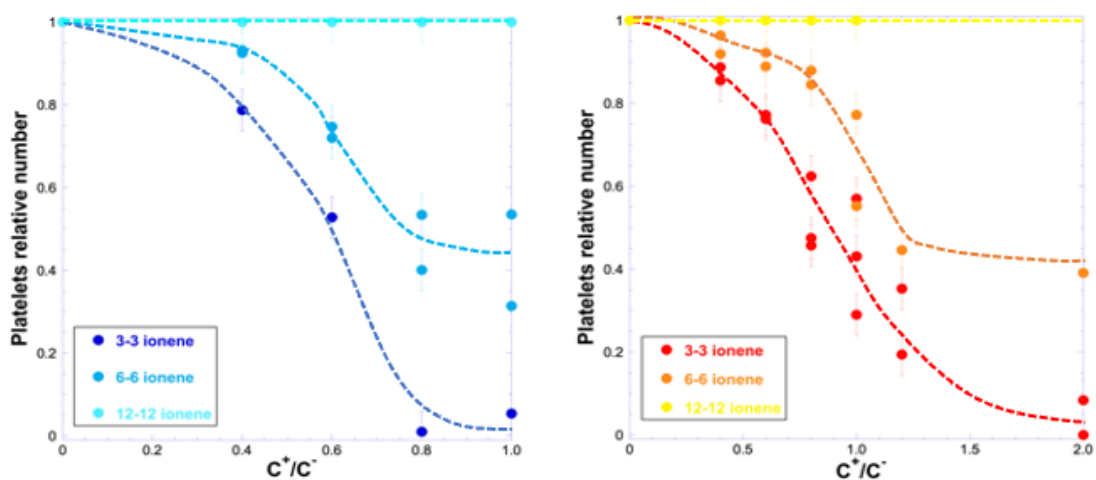 Platelets relative number
1
0.8
0.6
0.4
0.2
0
0
0.2
0.4
0.6
0.8
1.0
C⁺/C⁻
3-3 ionene
6-6 ionene
12-12 ionene
Platelets relative number
1
0.8
0.6
0.4
0.2
0
0
0.5
1.0
1.5
2.0
C⁺/C⁻
3-3 ionene
6-6 ionene
12-12 ionene